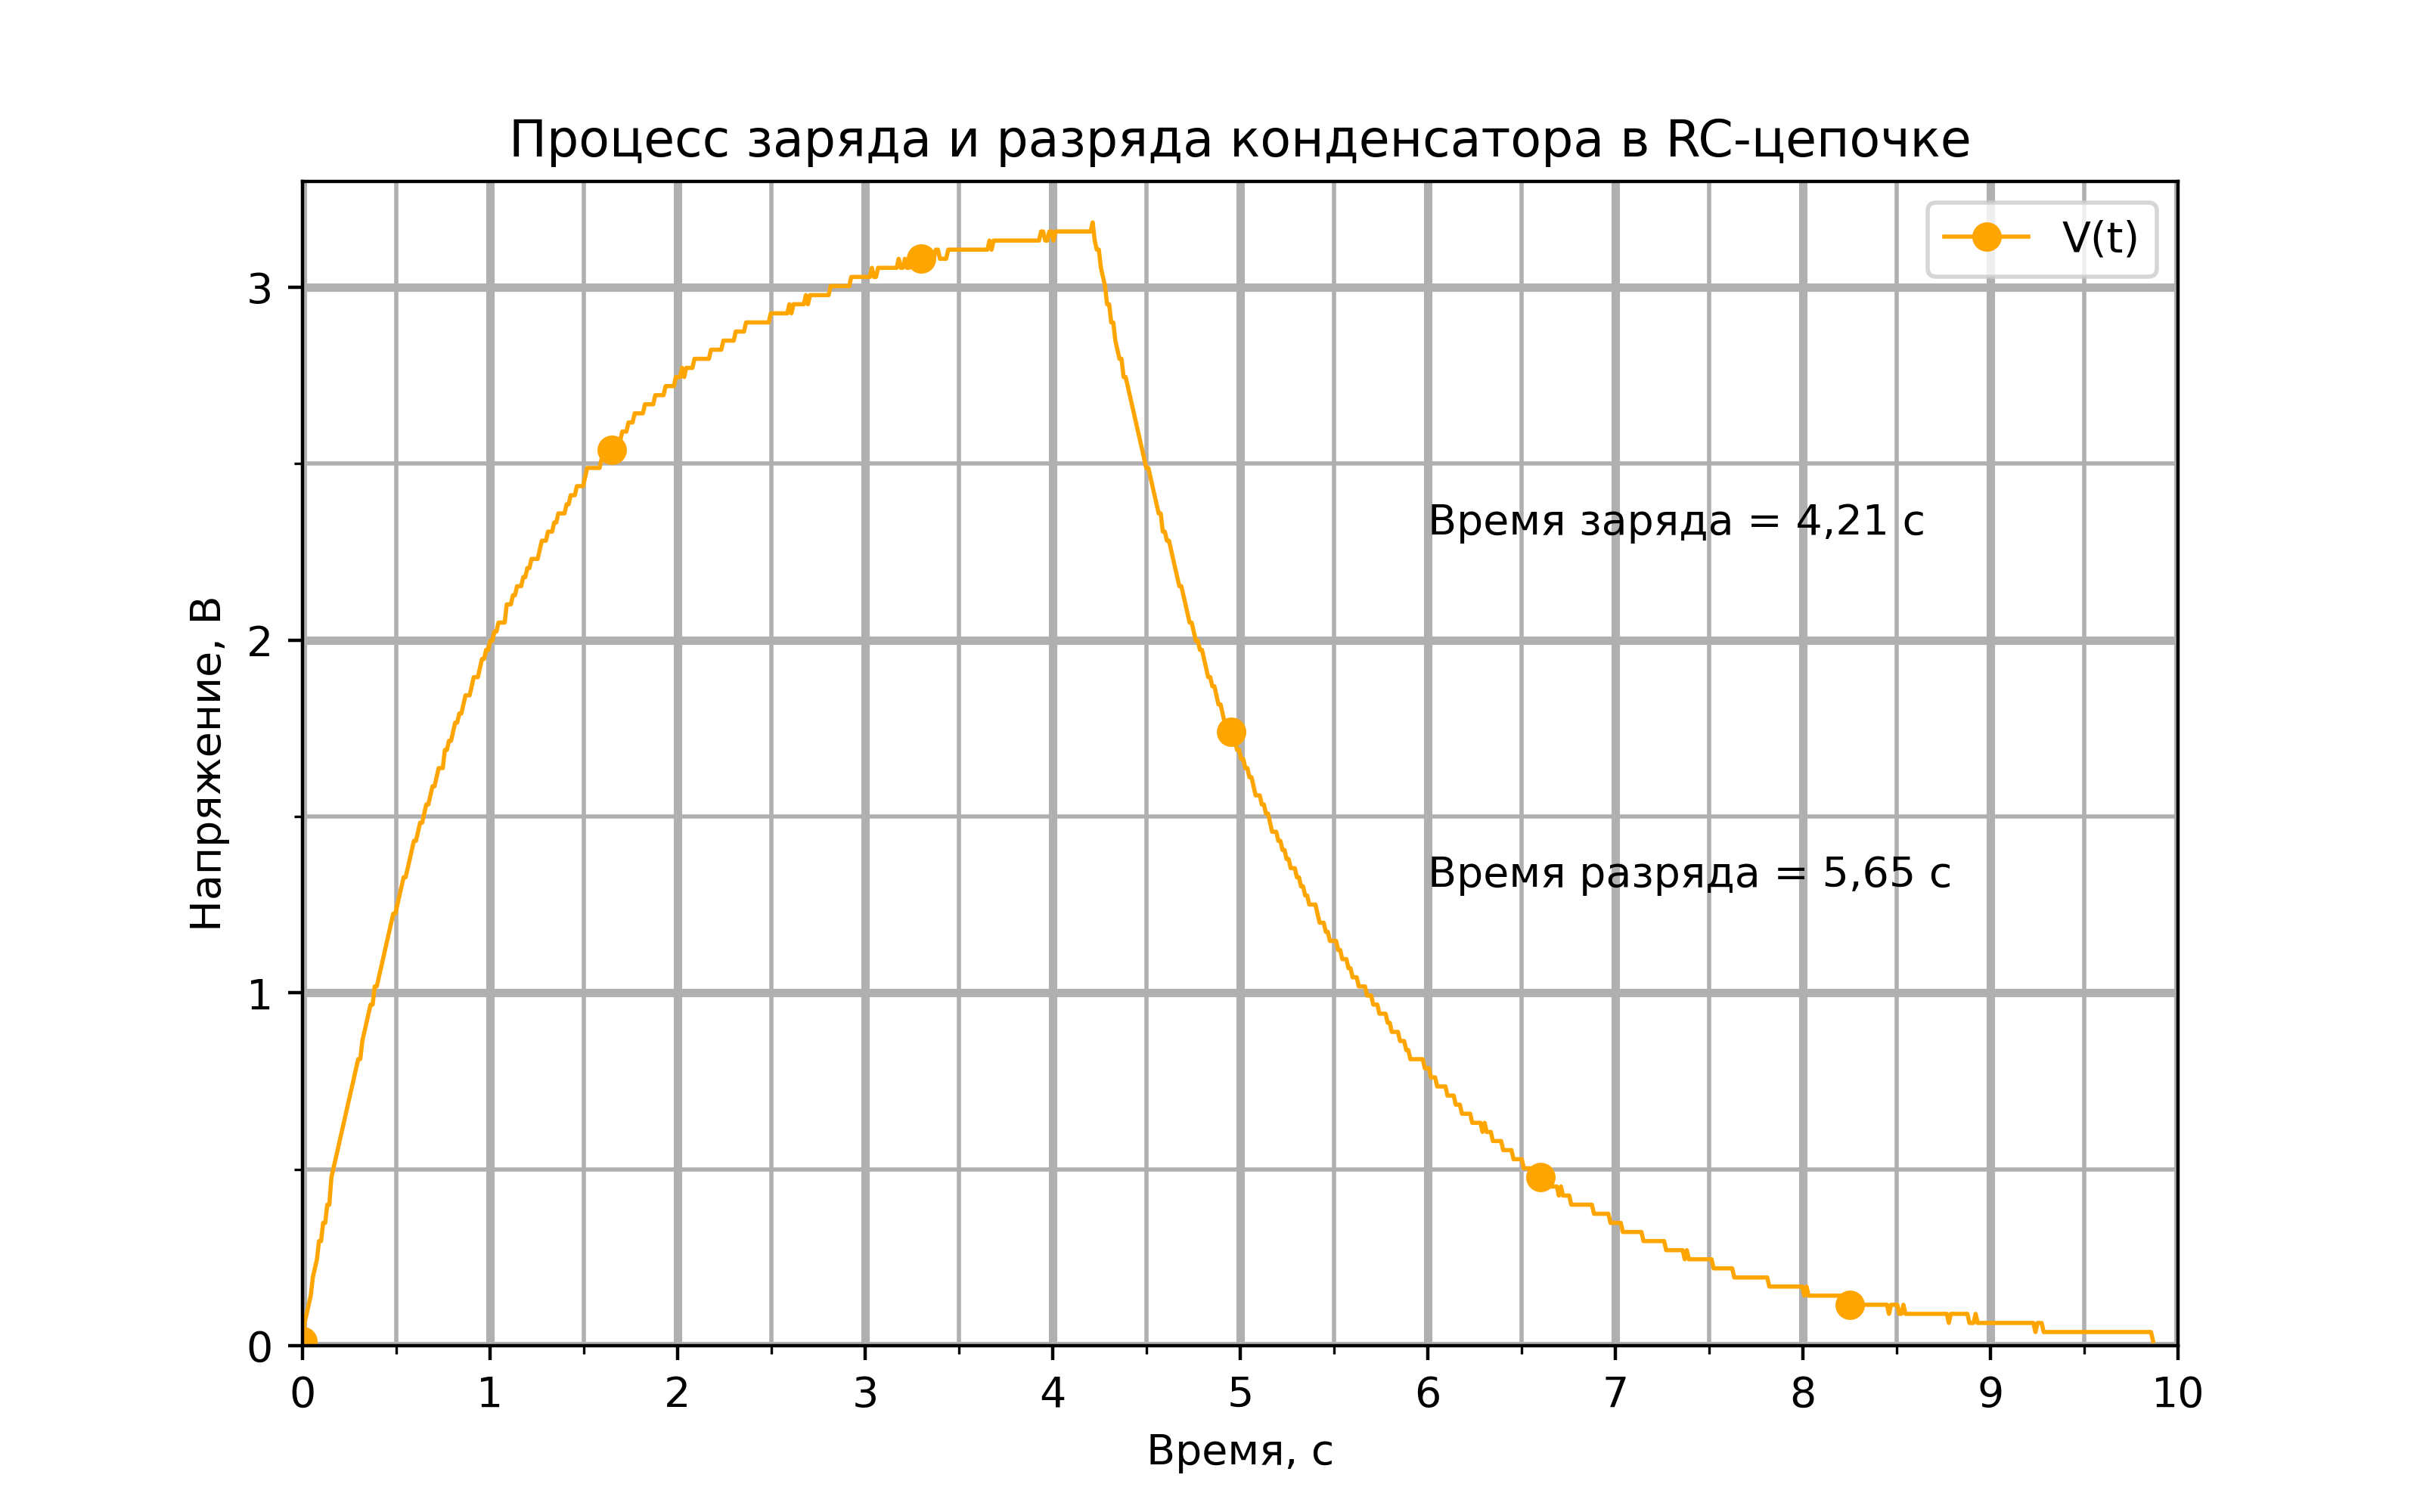 Процесс заряда и разряда конденсатора в RC-цепочке
V(t)
3
Время заряда = 4,21 с
2
Напряжение, В
Время разряда = 5,65 с
1
0
0 1 2 3 4 5 6 7 8 9 10
Время, с